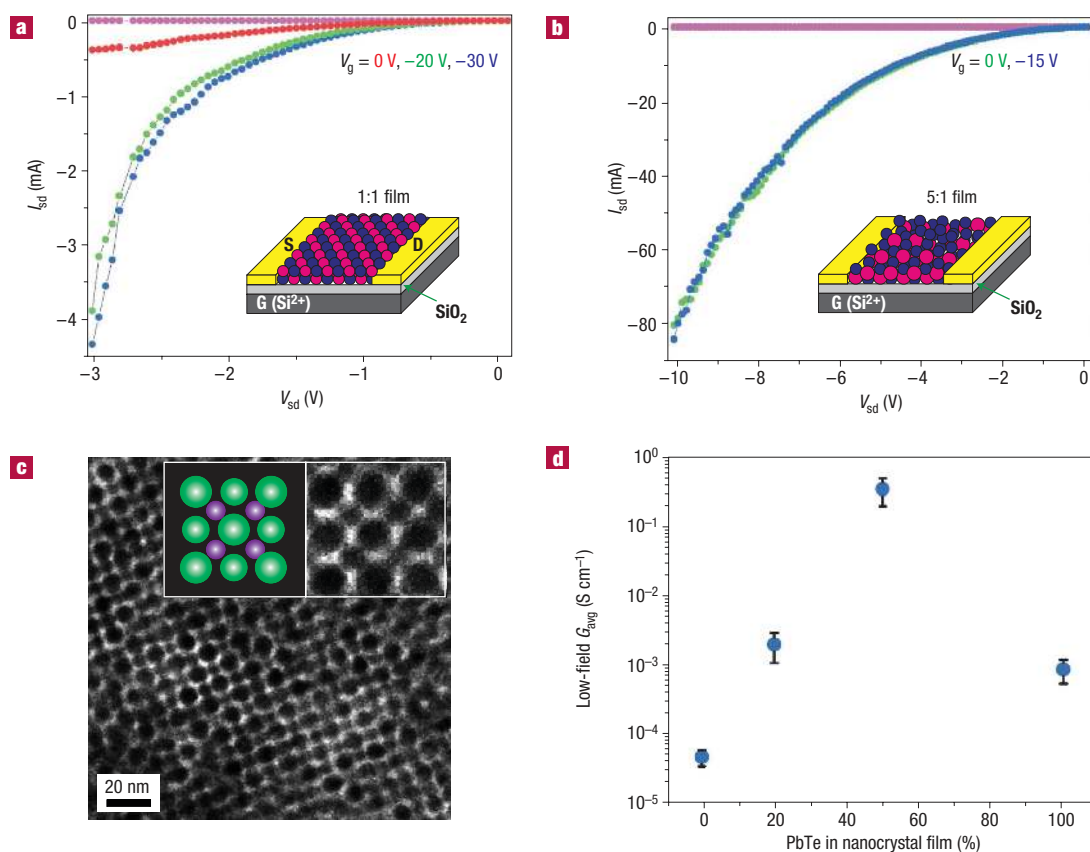 a
0
−1
−2
−3
−4
I_sd (mA)
V_g = 0 V, −20 V, −30 V
1:1 film
S
D
G (Si²⁺)
SiO₂
−3
−2
−1
0
V_sd (V)
b
0
−20
−40
−60
−80
I_sd (mA)
V_g = 0 V, −15 V
5:1 film
G (Si²⁺)
SiO₂
−10
−8
−6
−4
−2
0
V_sd (V)
c
20 nm
d
10⁰
10⁻¹
10⁻²
10⁻³
10⁻⁴
10⁻⁵
Low-field G_avg (S cm⁻¹)
0
20
40
60
80
100
PbTe in nanocrystal film (%)